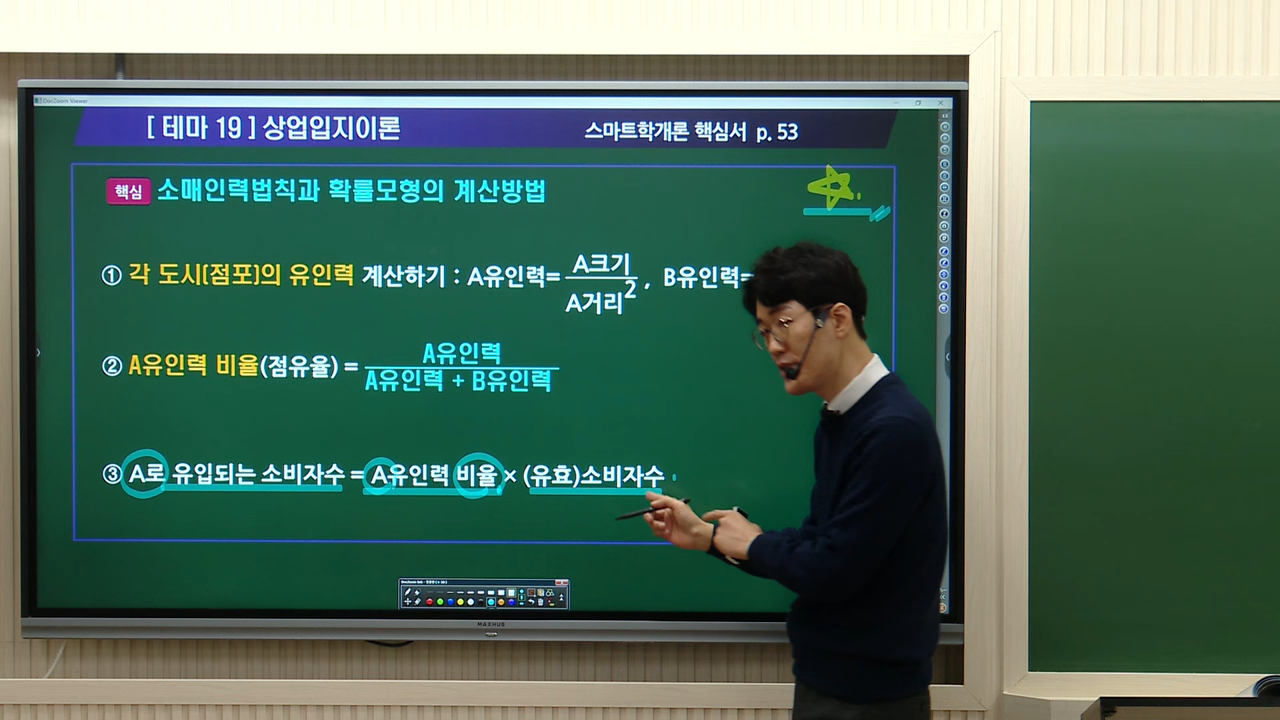 DocZoom Viewer
[ 테마 19 ] 상업입지이론 스마트학개론 핵심서 p. 53
핵심 소매인력법칙과 확률모형의 계산방법
① 각 도시(점포)의 유인력 계산하기 : A유인력= A크기 / A거리², B유인력=
② A유인력 비율(점유율) = A유인력 / A유인력 + B유인력
③ A로 유입되는 소비자수 = A유인력 비율 × (유효)소비자수
MAXHUB